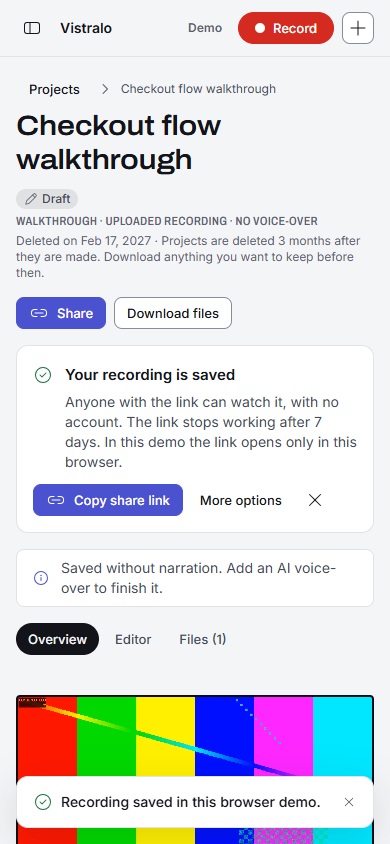 Vistralo
Demo
Record
Projects
Checkout flow walkthrough
Checkout flow
walkthrough
Draft
WALKTHROUGH · UPLOADED RECORDING · NO VOICE-OVER
Deleted on Feb 17, 2027 · Projects are deleted 3 months after
they are made. Download anything you want to keep before
then.
Share
Download files
Your recording is saved
Anyone with the link can watch it, with no
account. The link stops working after 7
days. In this demo the link opens only in this
browser.
Copy share link
More options
Saved without narration. Add an AI voice-
over to finish it.
Overview
Editor
Files (1)
Recording saved in this browser demo.